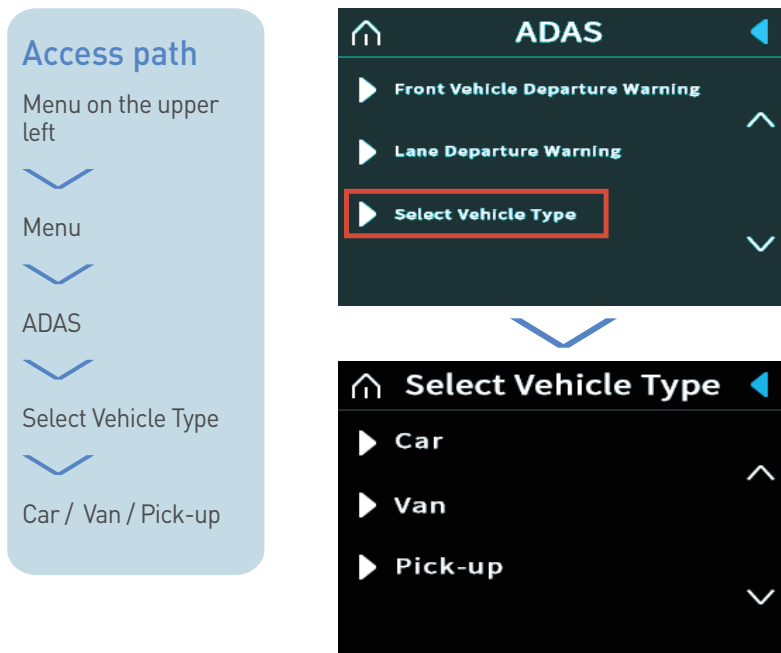 Access path
Menu on the upper
left
Menu
ADAS
Select Vehicle Type
Car / Van / Pick-up
ADAS
Front Vehicle Departure Warning
Lane Departure Warning
Select Vehicle Type
Select Vehicle Type
Car
Van
Pick-up